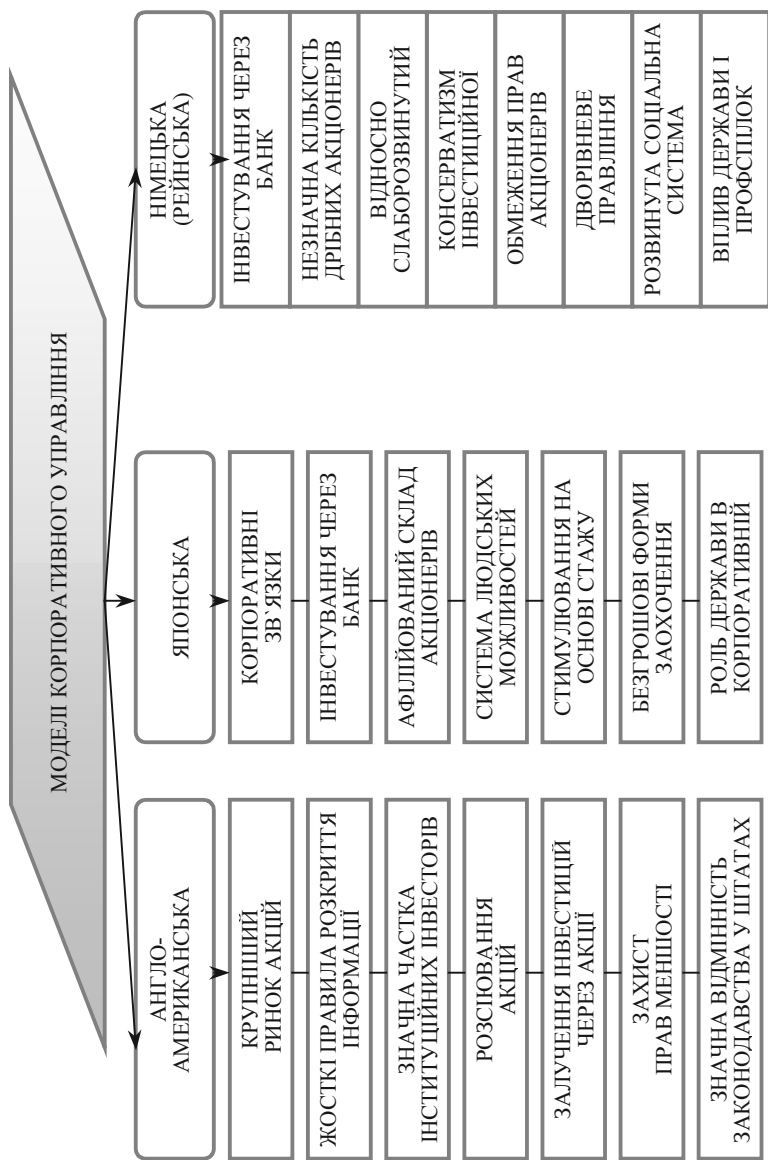 МОДЕЛІ КОРПОРАТИВНОГО УПРАВЛІННЯ
АНГЛО-
АМЕРИКАНСЬКА
КРУПНІШИЙ
РИНОК АКЦІЙ
ЖОСТКІ ПРАВИЛА РОЗКРИТТЯ
ІНФОРМАЦІЇ
ЗНАЧНА ЧАСТКА
ІНСТИТУЦІЙНИХ ІНВЕСТОРІВ
РОЗСІЮВАННЯ
АКЦІЙ
ЗАЛУЧЕННЯ ІНВЕСТИЦІЙ
ЧЕРЕЗ АКЦІЇ
ЗАХИСТ
ПРАВ МЕНШОСТІ
ЗНАЧНА ВІДМІННІСТЬ
ЗАКОНОДАВСТВА У ШТАТАХ
ЯПОНСЬКА
КОРПОРАТИВНІ
ЗВ`ЯЗКИ
ІНВЕСТУВАННЯ ЧЕРЕЗ
БАНК
АФІЛІЙОВАНИЙ СКЛАД
АКЦІОНЕРІВ
СИСТЕМА ЛЮДСЬКИХ
МОЖЛИВОСТЕЙ
СТИМУЛЮВАННЯ НА
ОСНОВІ СТАЖУ
БЕЗГРОШОВІ ФОРМИ
ЗАОХОЧЕННЯ
РОЛЬ ДЕРЖАВИ В
КОРПОРАТИВНІЙ
НІМЕЦЬКА
(РЕЙНСЬКА)
ІНВЕСТУВАННЯ ЧЕРЕЗ
БАНК
НЕЗНАЧНА КІЛЬКІСТЬ
ДРІБНИХ АКЦІОНЕРІВ
ВІДНОСНО
СЛАБОРОЗВИНУТИЙ
КОНСЕРВАТИЗМ
ІНВЕСТИЦІЙНОЇ
ОБМЕЖЕННЯ ПРАВ
АКЦІОНЕРІВ
ДВОРІВНЕВЕ
ПРАВЛІННЯ
РОЗВИНУТА СОЦІАЛЬНА
СИСТЕМА
ВПЛИВ ДЕРЖАВИ І
ПРОФСПІЛОК